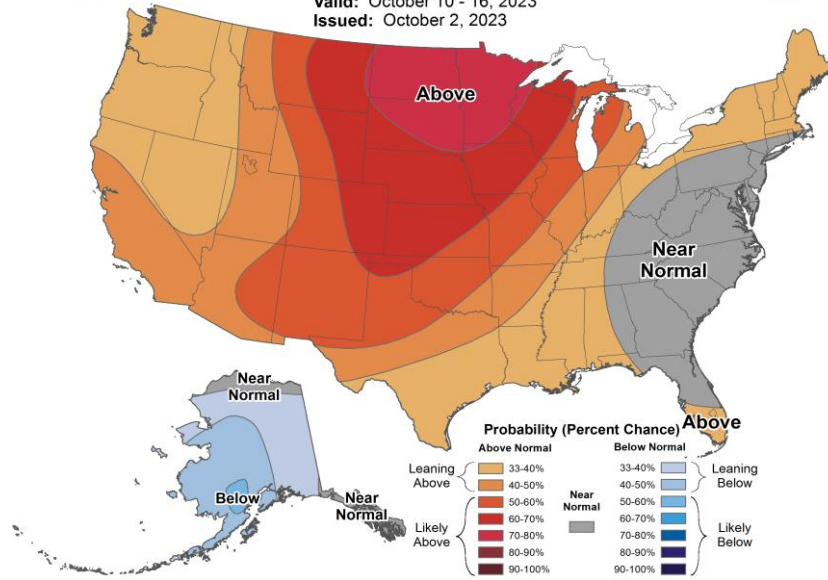 Valid: October 10 - 16, 2023
Issued: October 2, 2023
Above
Near
Normal
Above
Near
Normal
Below
Near
Normal
Probability (Percent Chance)
Above Normal
Below Normal
Leaning
Above
33-40%
33-40%
Leaning
Below
40-50%
40-50%
50-60%
Near
Normal
50-60%
Likely
Above
60-70%
60-70%
Likely
Below
70-80%
70-80%
80-90%
80-90%
90-100%
90-100%